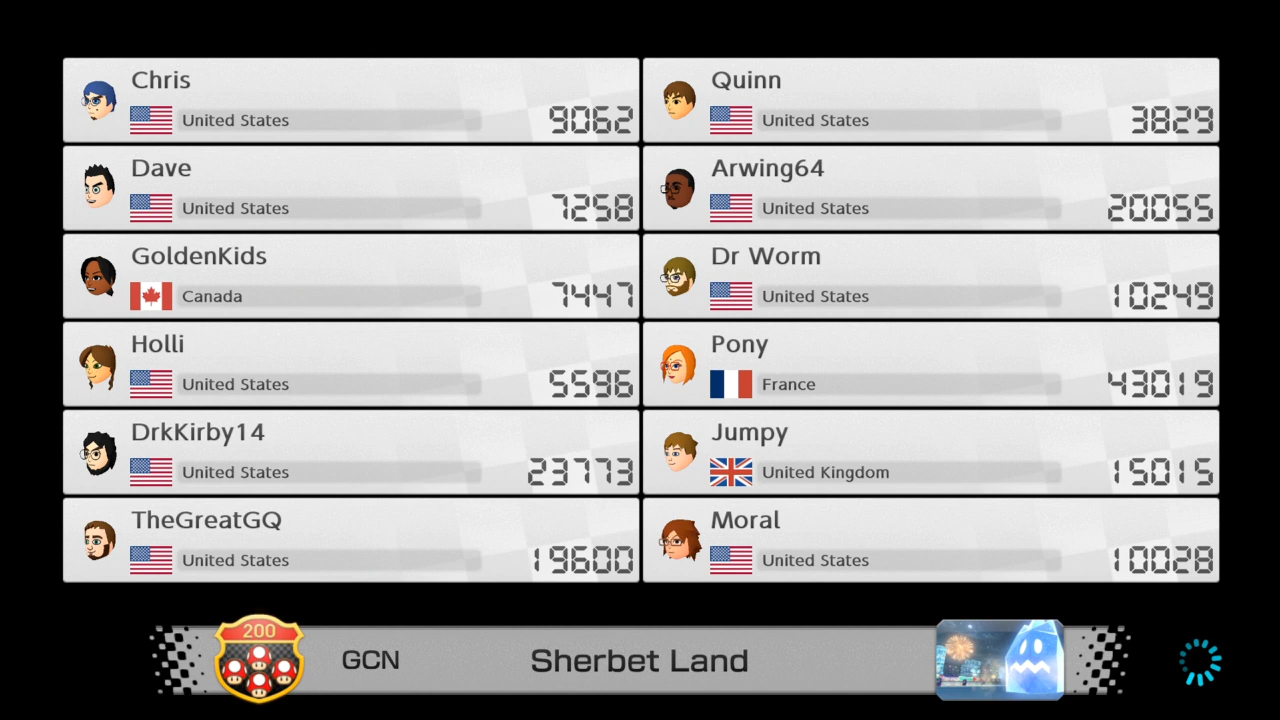 Chris
United States
9062
Quinn
United States
3829
Dave
United States
7258
Arwing64
United States
20055
GoldenKids
Canada
7447
Dr Worm
United States
10249
Holli
United States
5596
Pony
France
43019
DrkKirby14
United States
23773
Jumpy
United Kingdom
15015
TheGreatGQ
United States
19600
Moral
United States
10028
200
GCN
Sherbet Land